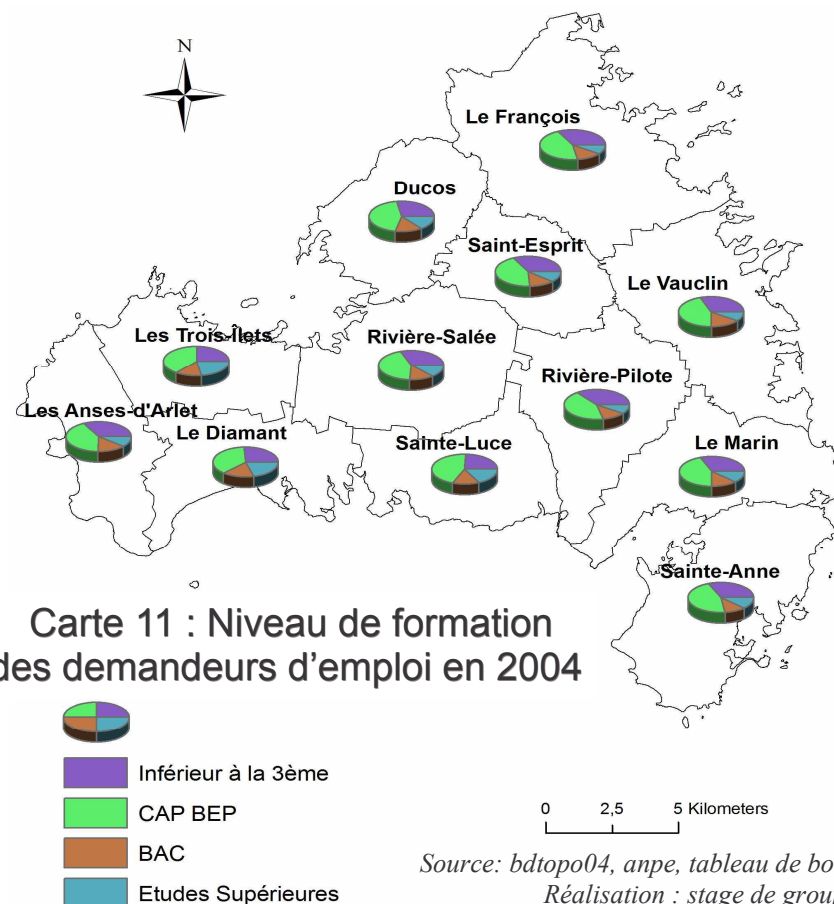 N
Le François
Ducos
Saint-Esprit
Le Vauclin
Les Trois-Îlets
Rivière-Salée
Rivière-Pilote
Les Anses-d'Arlet
Le Diamant
Sainte-Luce
Le Marin
Sainte-Anne
Carte 11 : Niveau de formation
des demandeurs d’emploi en 2004
Inférieur à la 3ème
CAP BEP
BAC
Etudes Supérieures
0 2,5 5 Kilometers
Source: bdtopo04, anpe, tableau de bo
Réalisation : stage de grou